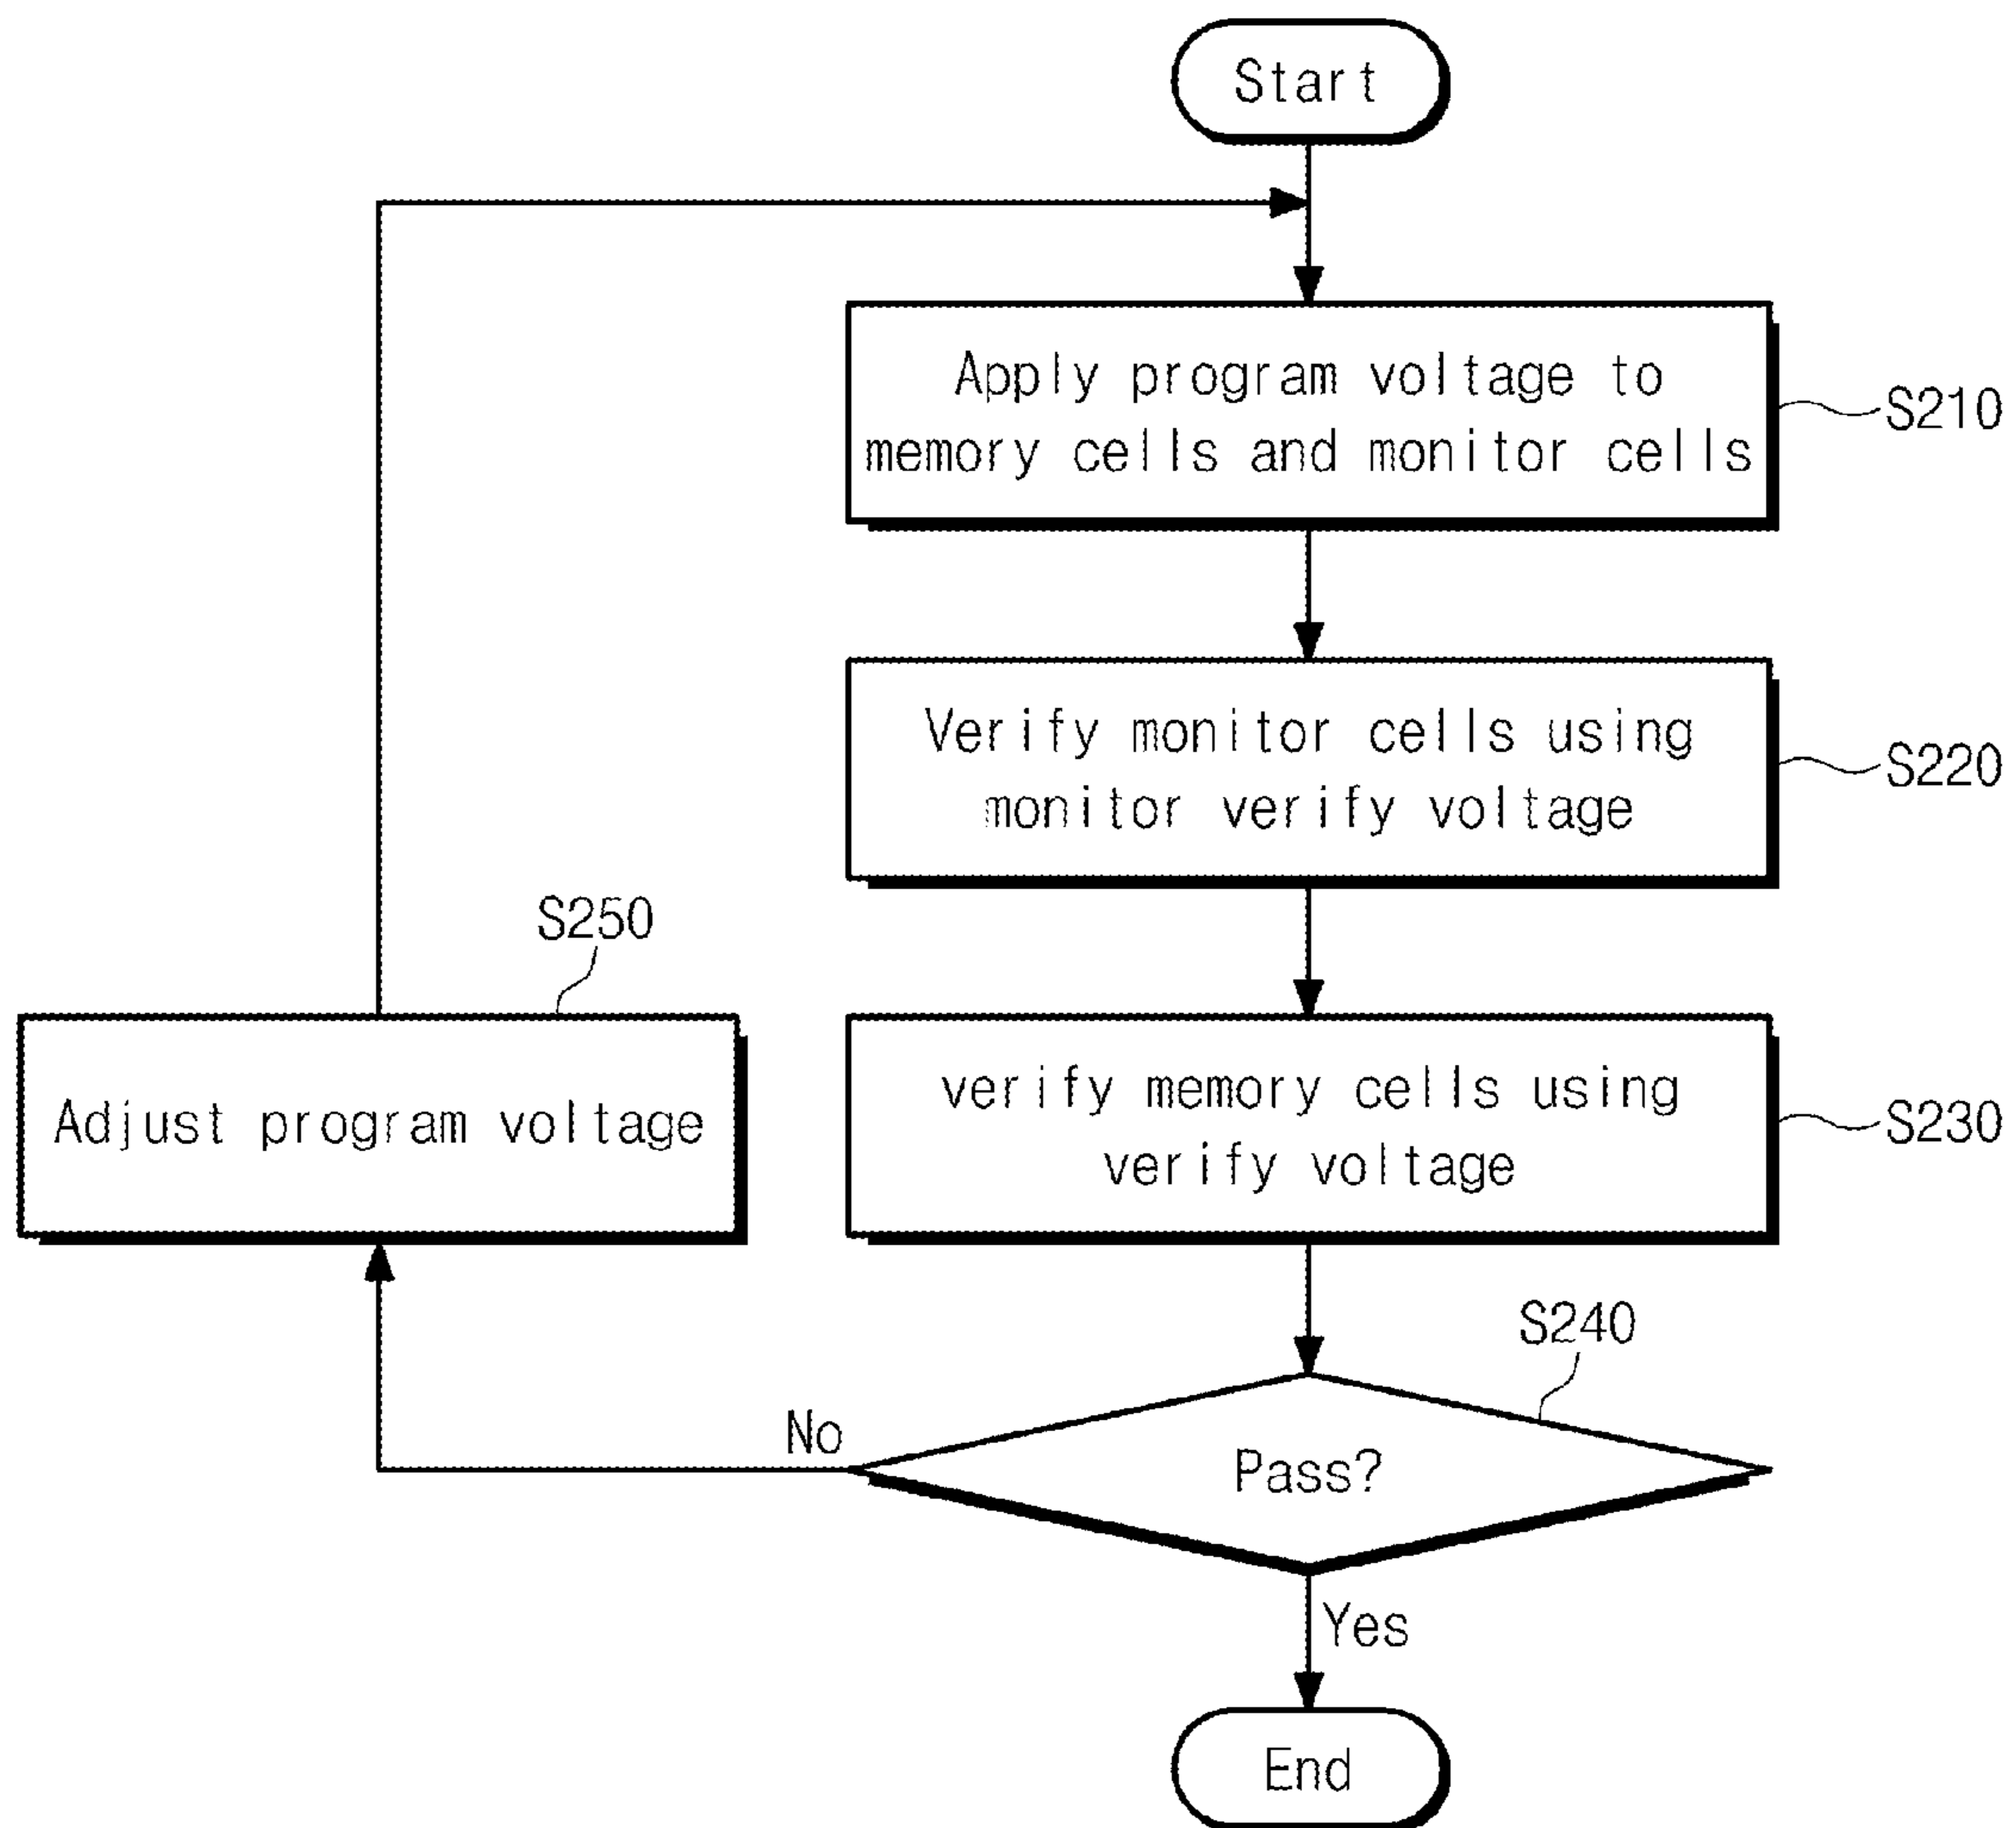 Start
Apply program voltage to
memory cells and monitor cells
S210
Verify monitor cells using
monitor verify voltage
S220
S250
Adjust program voltage
verify memory cells using
verify voltage
S230
S240
No
Pass?
Yes
End